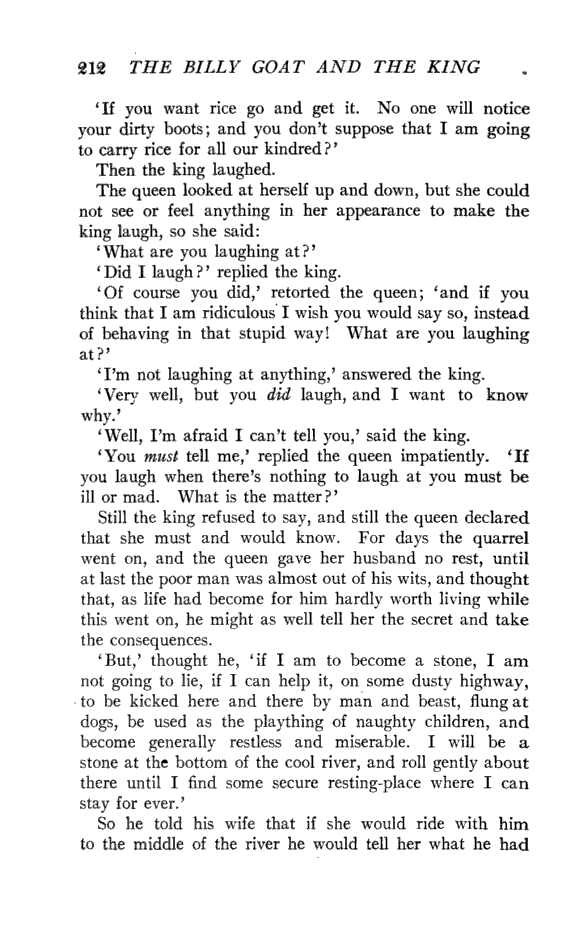 212 THE BILLY GOAT AND THE KING
‘If you want rice go and get it. No one will notice
your dirty boots; and you don’t suppose that I am going
to carry rice for all our kindred?’
Then the king laughed.
The queen looked at herself up and down, but she could
not see or feel anything in her appearance to make the
king laugh, so she said:
‘What are you laughing at?’
‘Did I laugh?’ replied the king.
‘Of course you did,’ retorted the queen; ‘and if you
think that I am ridiculous I wish you would say so, instead
of behaving in that stupid way! What are you laughing
at?’
‘I’m not laughing at anything,’ answered the king.
‘Very well, but you did laugh, and I want to know
why.’
‘Well, I’m afraid I can’t tell you,’ said the king.
‘You must tell me,’ replied the queen impatiently. ‘If
you laugh when there’s nothing to laugh at you must be
ill or mad. What is the matter?’
Still the king refused to say, and still the queen declared
that she must and would know. For days the quarrel
went on, and the queen gave her husband no rest, until
at last the poor man was almost out of his wits, and thought
that, as life had become for him hardly worth living while
this went on, he might as well tell her the secret and take
the consequences.
‘But,’ thought he, ‘if I am to become a stone, I am
not going to lie, if I can help it, on some dusty highway,
to be kicked here and there by man and beast, flung at
dogs, be used as the plaything of naughty children, and
become generally restless and miserable. I will be a
stone at the bottom of the cool river, and roll gently about
there until I find some secure resting-place where I can
stay for ever.’
So he told his wife that if she would ride with him
to the middle of the river he would tell her what he had